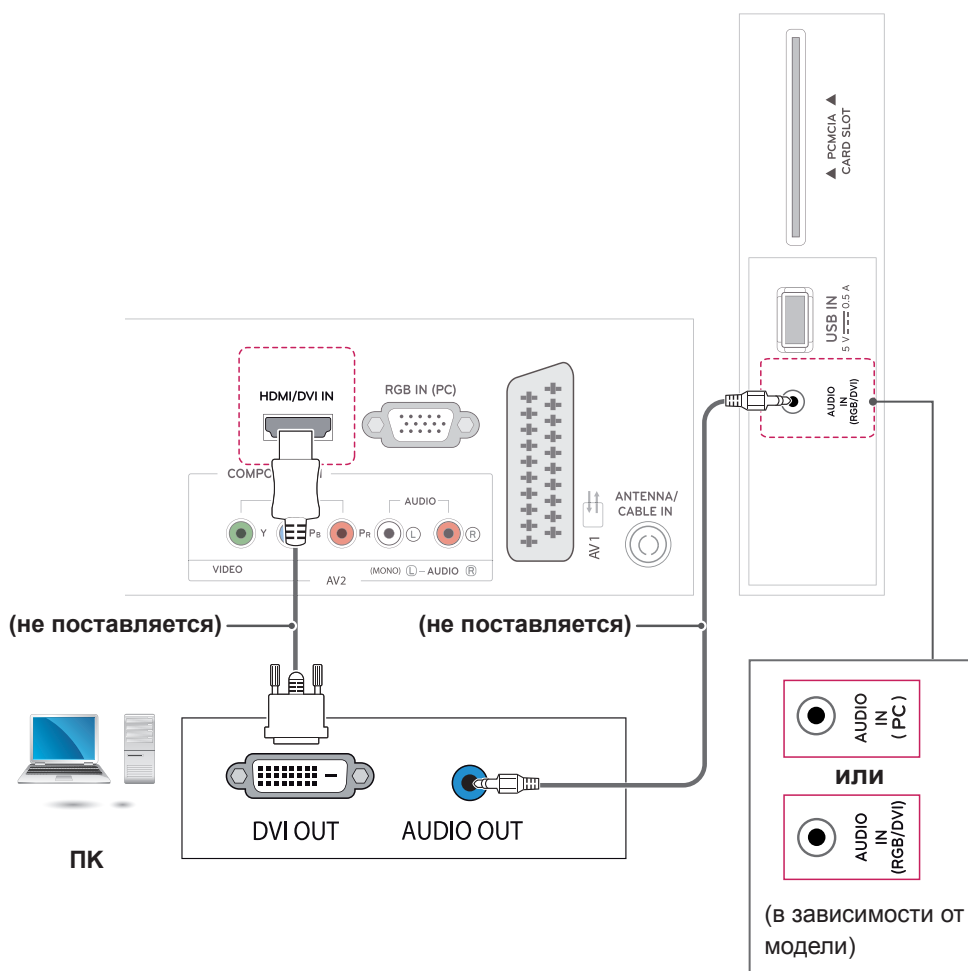 ▲ PCMCIA ▲
CARD SLOT
USB IN
5 V 0.5 A
AUDIO
IN
(RGB/DVI)
HDMI/DVI IN
RGB IN (PC)
AUDIO
Y
PB
PR
L
R
VIDEO
AV2
(MONO) L – AUDIO R
AV1
ANTENNA/
CABLE IN
(не поставляется)
(не поставляется)
DVI OUT
AUDIO OUT
ПК
AUDIO
IN
(PC)
или
AUDIO
IN
(RGB/DVI)
(в зависимости от
модели)